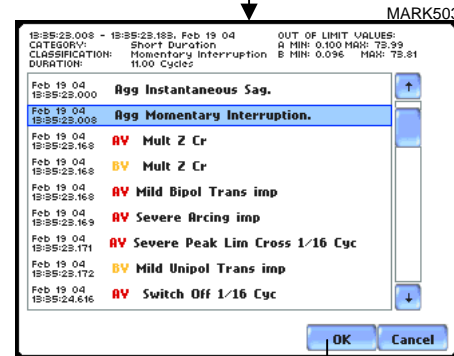 MARK503
13:35:23.008 - 13:35:23.183, Feb 19 04 OUT OF LIMIT VALUES:
CATEGORY: Short Duration A MIN: 0.100 MAX: 73.99
CLASSIFICATION: Momentary Interruption B MIN: 0.096 MAX: 73.81
DURATION: 11.00 Cycles
Feb 19 04
13:35:23.000 Agg Instantaneous Sag.
Feb 19 04
13:35:23.008 Agg Momentary Interruption.
Feb 19 04
13:35:23.168 AV Mult Z Cr
Feb 19 04
13:35:23.168 BV Mult Z Cr
Feb 19 04
13:35:23.168 AV Mild Bipol Trans imp
Feb 19 04
13:35:23.169 AV Severe Arcing imp
Feb 19 04
13:35:23.171 AV Severe Peak Lim Cross 1/16 Cyc
Feb 19 04
13:35:23.172 BV Mild Unipol Trans imp
Feb 19 04
13:35:24.616 AV Switch Off 1/16 Cyc
OK Cancel